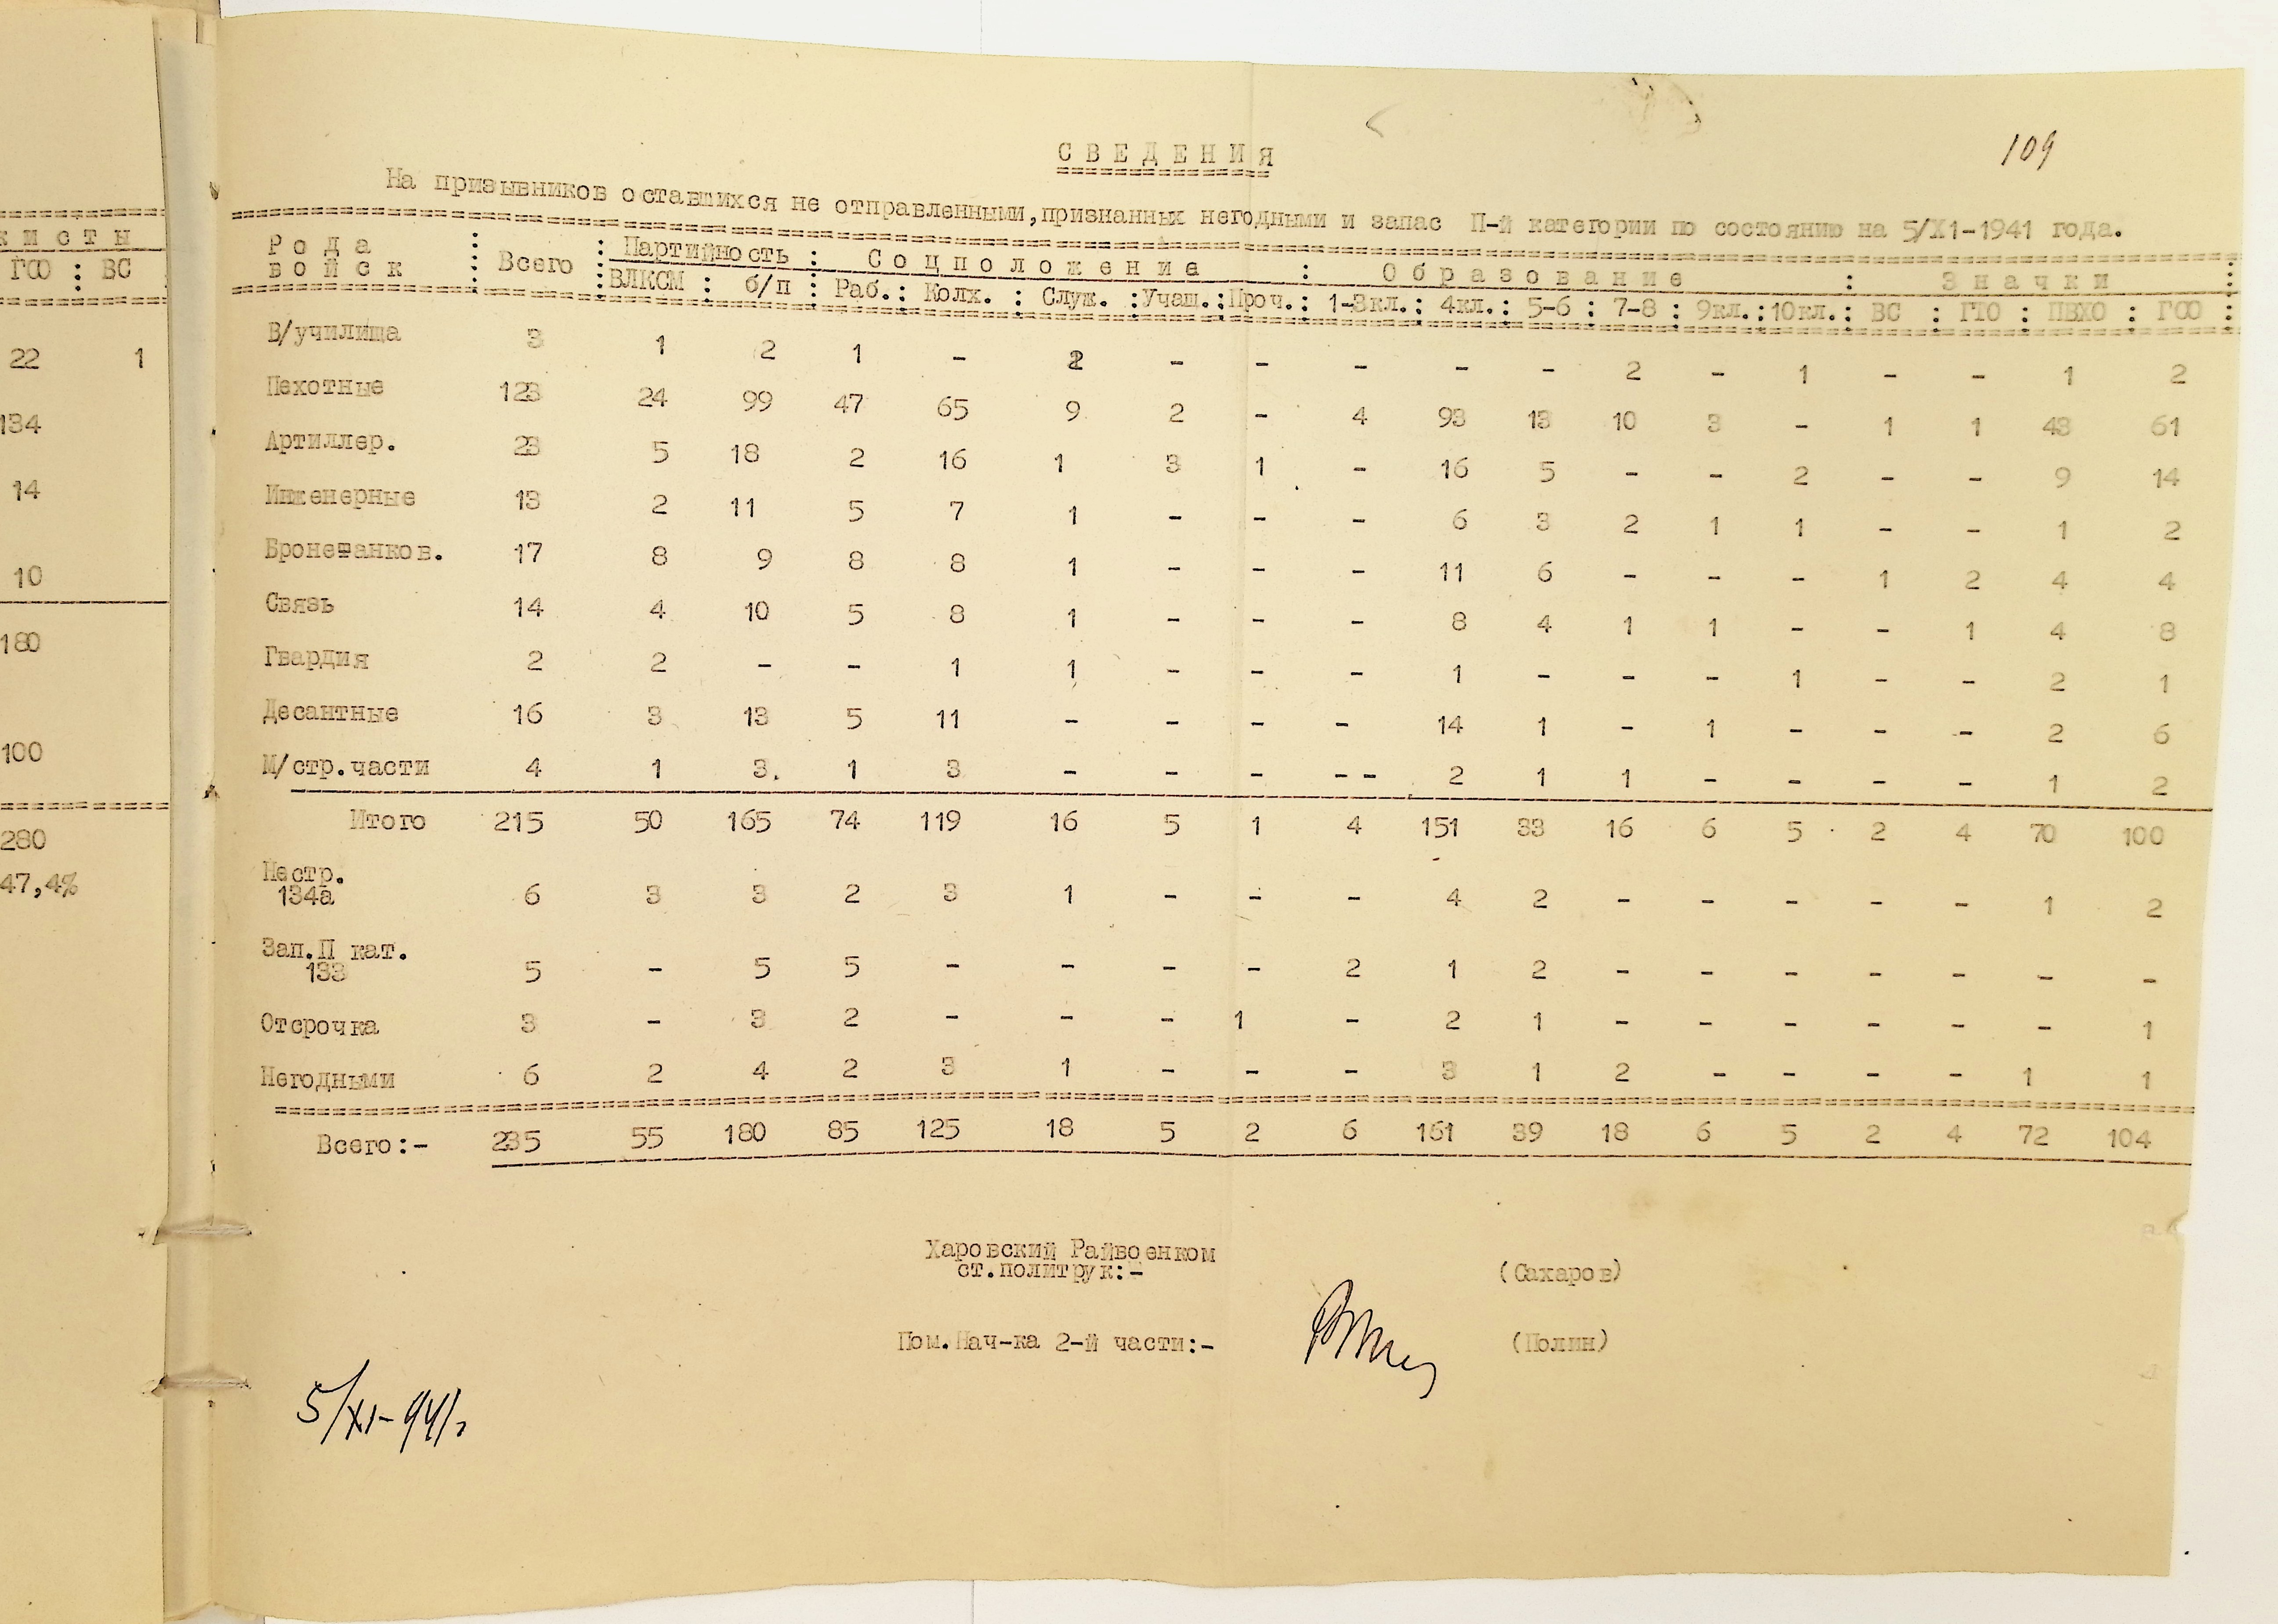 к и с т ы
ГСО : ВС
22 1
134
14
10
180
100
280
47,4%
109
С В Е Д Е Н И Я
На призывников оставшихся не отправленными,признанных негодными и запас П-й категории по состоянию на 5/Х1-1941 года.
Р о д а : Всего : Партийность : С о ц п о л о ж е н и е : О б р а з о в а н и е : З н а ч к и :
в о й с к : :ВЛКСМ : б/п : Раб.: Колх. : Служ. :Учащ.:Проч.: 1-3кл.: 4кл.: 5-6 : 7-8 : 9кл.:10кл.: ВС : ГТО : ПВХО : ГСО :
В/училища 3 1 2 1 - 2 - - - - - 2 - 1 - - 1 2
Пехотные 123 24 99 47 65 9 2 - 4 93 13 10 3 - 1 1 43 61
Артиллер. 23 5 18 2 16 1 3 1 - 16 5 - - 2 - - 9 14
Инженерные 13 2 11 5 7 1 - - - 6 3 2 1 1 - - 1 2
Бронетанков. 17 8 9 8 8 1 - - - 11 6 - - - 1 2 4 4
Связь 14 4 10 5 8 1 - - - 8 4 1 1 - - 1 4 8
Гвардия 2 2 - - 1 1 - - - 1 - - - 1 - - 2 1
Десантные 16 3 13 5 11 - - - - 14 1 - 1 - - - 2 6
М/стр.части 4 1 3. 1 3 - - - -- 2 1 1 - - - - 1 2
Итого 215 50 165 74 119 16 5 1 4 151 33 16 6 5 2 4 70 100
Нестр.
134а 6 3 3 2 3 1 - - - 4 2 - - - - - 1 2
Зап.П кат.
133 5 - 5 5 - - - - 2 1 2 - - - - - - -
Отсрочка 3 - 3 2 - - - 1 - 2 1 - - - - - - 1
Негодными 6 2 4 2 3 1 - - - 3 1 2 - - - - 1 1
Всего:- 235 55 180 85 125 18 5 2 6 161 39 18 6 5 2 4 72 104
Харовский Райвоенком
ст.политрук:- (Сахаров)
Пом.Нач-ка 2-й части:- (Полин)
5/XI-941г